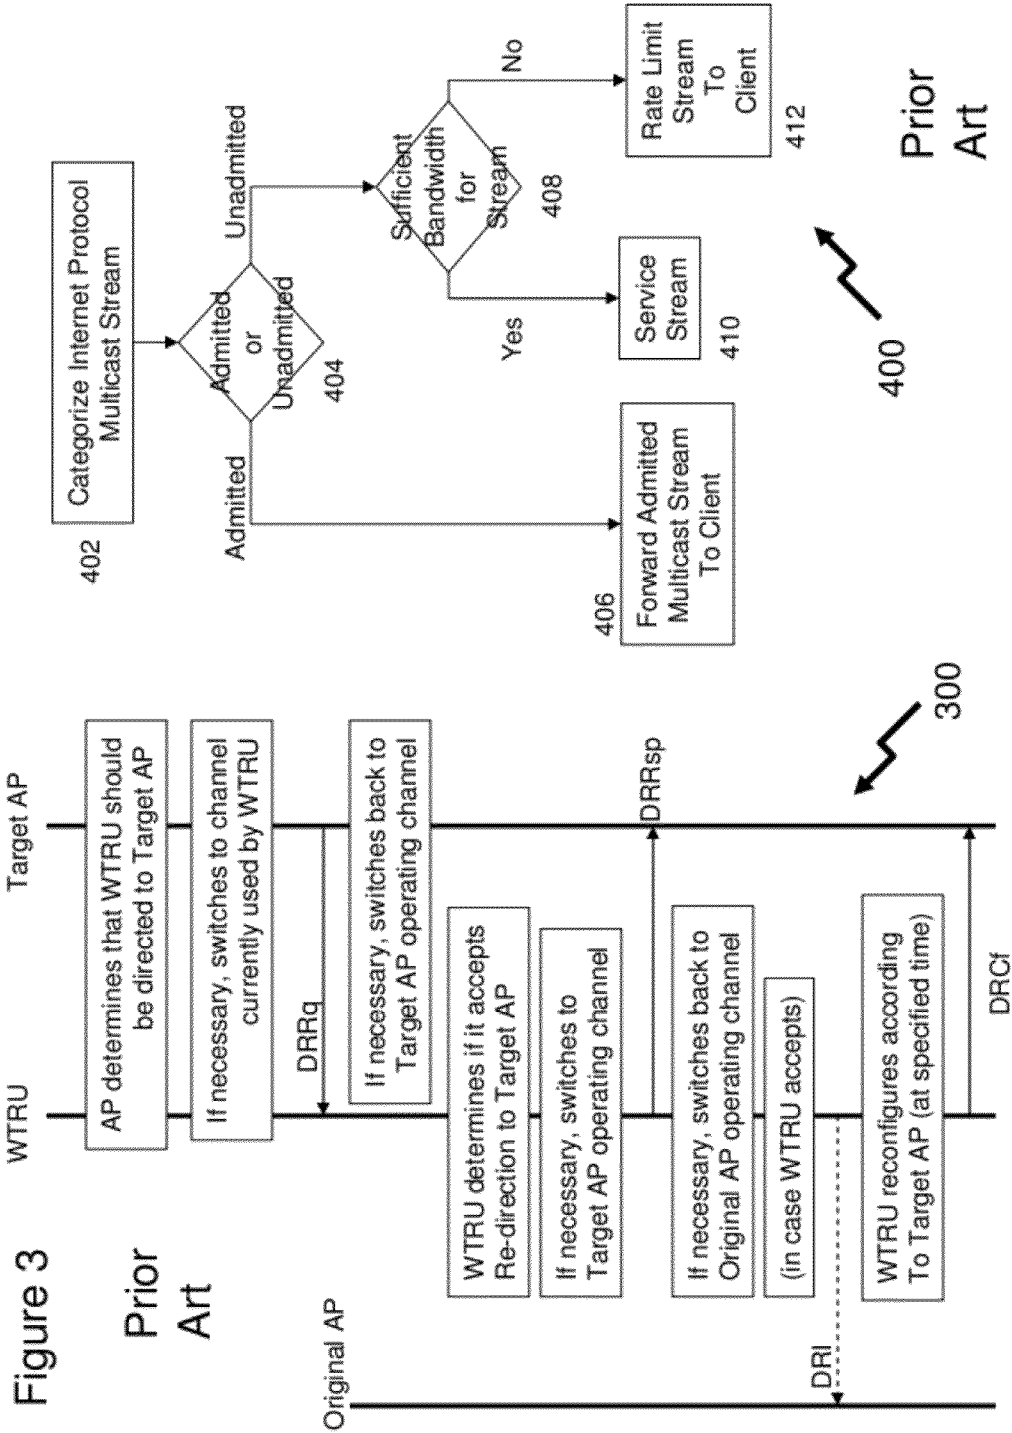 Figure 3
Prior
Art
Original AP
WTRU
Target AP
AP determines that WTRU should
be directed to Target AP
If necessary, switches to channel
currently used by WTRU
DRRq
If necessary, switches back to
Target AP operating channel
WTRU determines if it accepts
Re-direction to Target AP
If necessary, switches to
Target AP operating channel
DRRsp
If necessary, switches back to
Original AP operating channel
(in case WTRU accepts)
DRI
WTRU reconfigures according
To Target AP (at specified time)
DRCf
300
402
Categorize Internet Protocol
Multicast Stream
Admitted
or
Unadmitted
404
Admitted
Unadmitted
406
Forward Admitted
Multicast Stream
To Client
Sufficient
Bandwidth
for
Stream
408
Yes
No
Service
Stream
410
Rate Limit
Stream
To
Client
412
400
Prior
Art